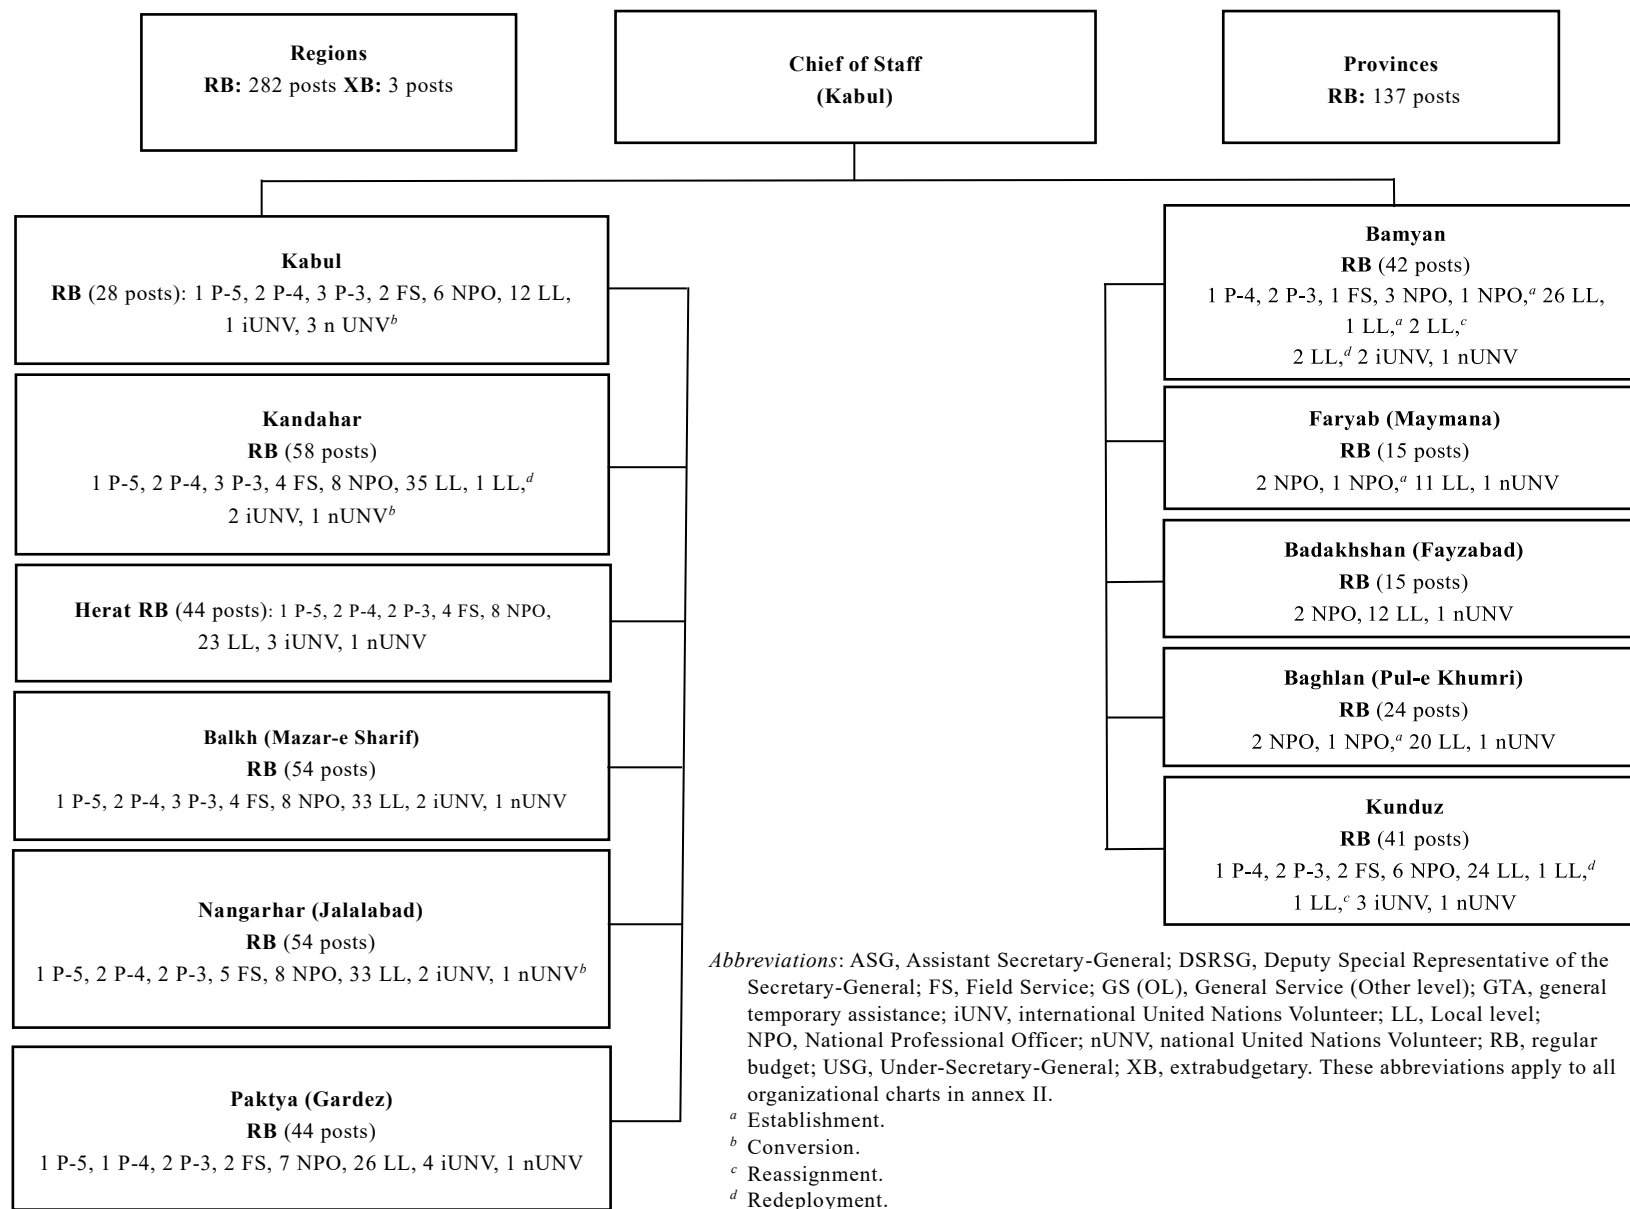 Regions
RB: 282 posts XB: 3 posts
Chief of Staff
(Kabul)
Provinces
RB: 137 posts
Kabul
RB (28 posts): 1 P-5, 2 P-4, 3 P-3, 2 FS, 6 NPO, 12 LL,
1 iUNV, 3 n UNVb
Kandahar
RB (58 posts)
1 P-5, 2 P-4, 3 P-3, 4 FS, 8 NPO, 35 LL, 1 LL,d
2 iUNV, 1 nUNVb
Herat RB (44 posts): 1 P-5, 2 P-4, 2 P-3, 4 FS, 8 NPO,
23 LL, 3 iUNV, 1 nUNV
Balkh (Mazar-e Sharif)
RB (54 posts)
1 P-5, 2 P-4, 3 P-3, 4 FS, 8 NPO, 33 LL, 2 iUNV, 1 nUNV
Nangarhar (Jalalabad)
RB (54 posts)
1 P-5, 2 P-4, 2 P-3, 5 FS, 8 NPO, 33 LL, 2 iUNV, 1 nUNVb
Paktya (Gardez)
RB (44 posts)
1 P-5, 1 P-4, 2 P-3, 2 FS, 7 NPO, 26 LL, 4 iUNV, 1 nUNV
Bamyan
RB (42 posts)
1 P-4, 2 P-3, 1 FS, 3 NPO, 1 NPO,a 26 LL,
1 LL,a 2 LL,c
2 LL,d 2 iUNV, 1 nUNV
Faryab (Maymana)
RB (15 posts)
2 NPO, 1 NPO,a 11 LL, 1 nUNV
Badakhshan (Fayzabad)
RB (15 posts)
2 NPO, 12 LL, 1 nUNV
Baghlan (Pul-e Khumri)
RB (24 posts)
2 NPO, 1 NPO,a 20 LL, 1 nUNV
Kunduz
RB (41 posts)
1 P-4, 2 P-3, 2 FS, 6 NPO, 24 LL, 1 LL,d
1 LL,c 3 iUNV, 1 nUNV
Abbreviations: ASG, Assistant Secretary-General; DSRSG, Deputy Special Representative of the
Secretary-General; FS, Field Service; GS (OL), General Service (Other level); GTA, general
temporary assistance; iUNV, international United Nations Volunteer; LL, Local level;
NPO, National Professional Officer; nUNV, national United Nations Volunteer; RB, regular
budget; USG, Under-Secretary-General; XB, extrabudgetary. These abbreviations apply to all
organizational charts in annex II.
a Establishment.
b Conversion.
c Reassignment.
d Redeployment.